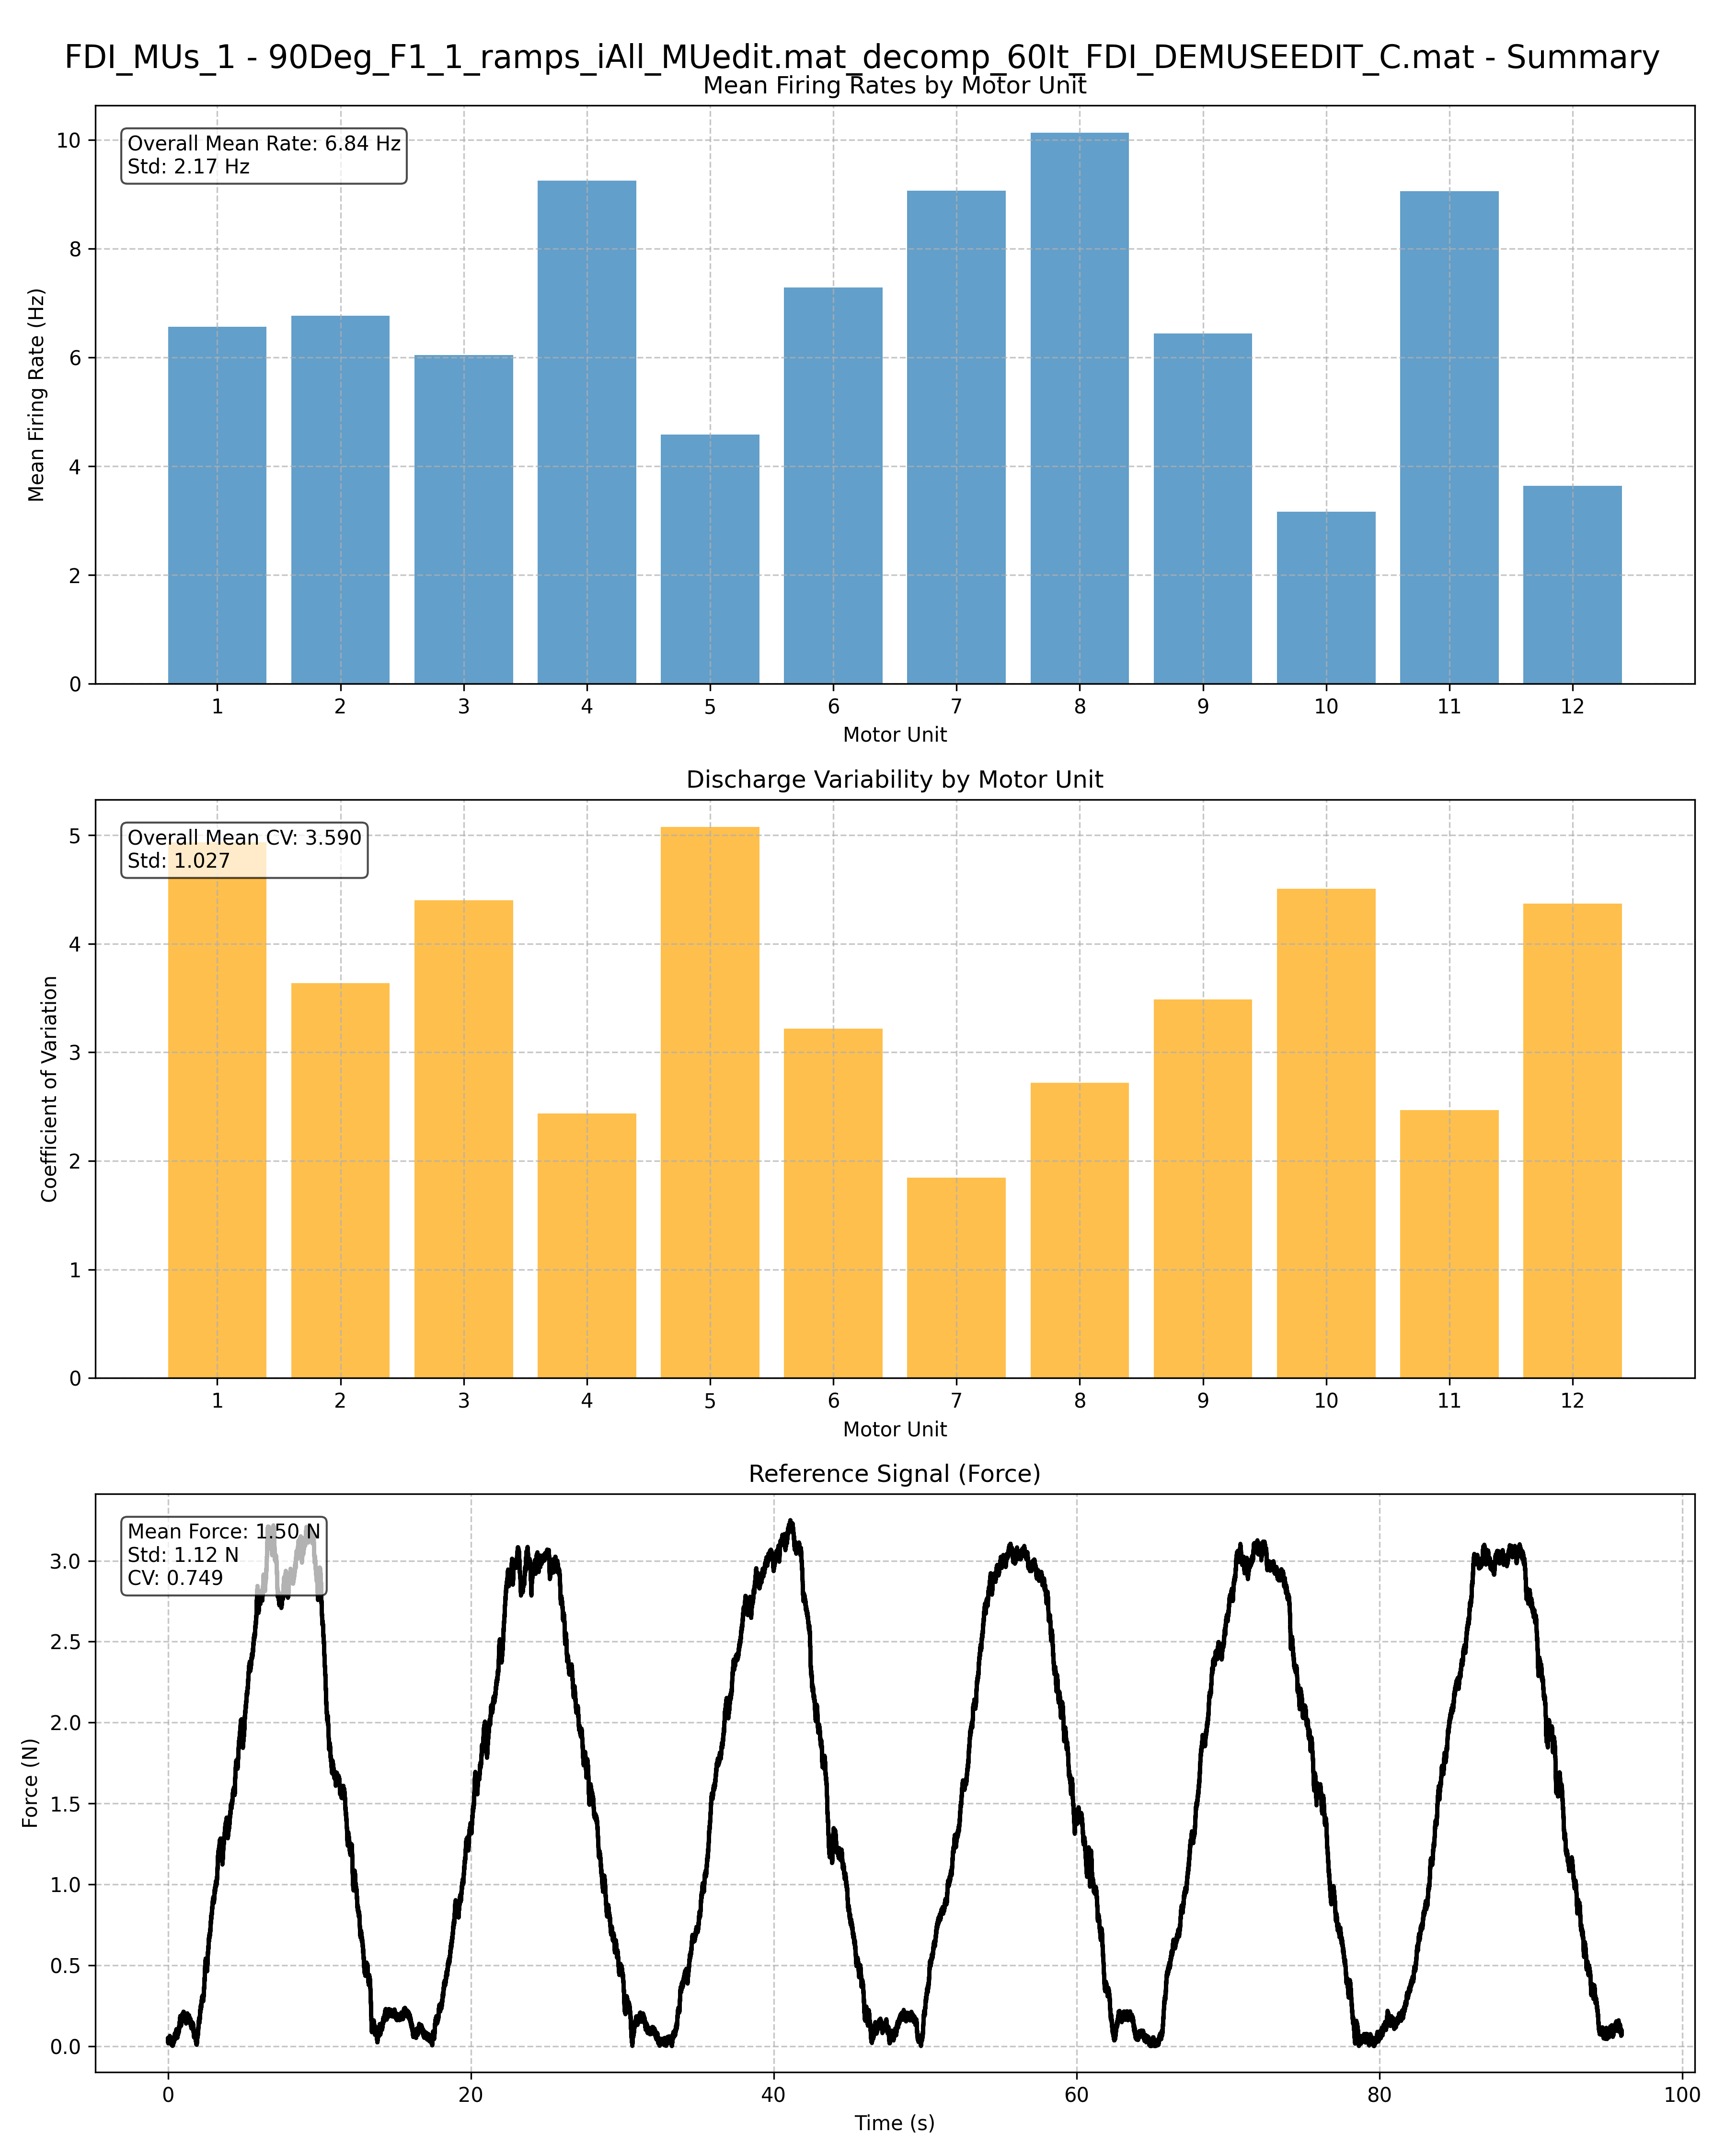 FDI_MUs_1 - 90Deg_F1_1_ramps_iAll_MUedit.mat_decomp_60It_FDI_DEMUSEEDIT_C.mat - Summary
Mean Firing Rates by Motor Unit
Overall Mean Rate: 6.84 Hz
Std: 2.17 Hz
Mean Firing Rate (Hz)
10
8
6
4
2
0
1 2 3 4 5 6 7 8 9 10 11 12
Motor Unit
Discharge Variability by Motor Unit
Overall Mean CV: 3.590
Std: 1.027
Coefficient of Variation
5
4
3
2
1
0
1 2 3 4 5 6 7 8 9 10 11 12
Motor Unit
Reference Signal (Force)
Mean Force: 1.50 N
Std: 1.12 N
CV: 0.749
Force (N)
3.0
2.5
2.0
1.5
1.0
0.5
0.0
0 20 40 60 80 100
Time (s)